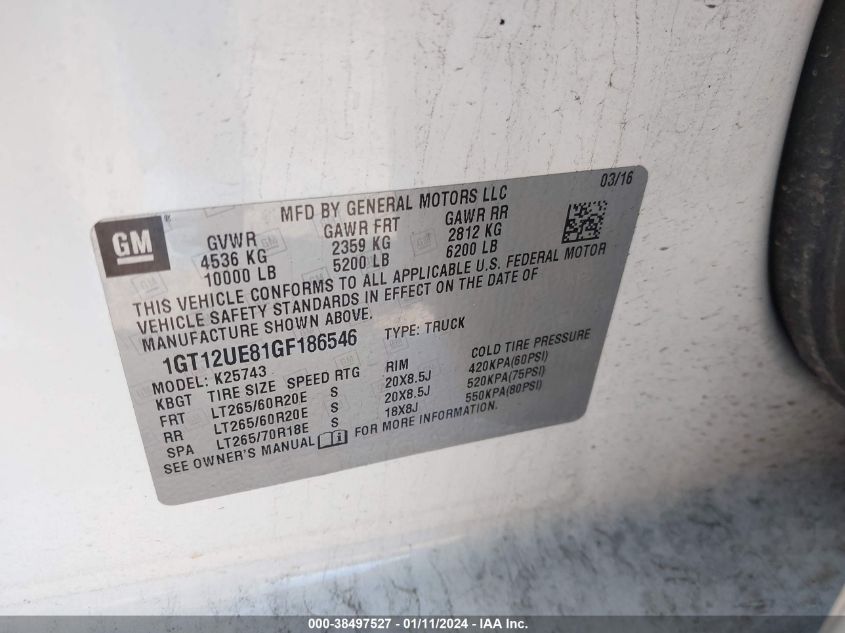 GM
MFD BY GENERAL MOTORS LLC 03/16
GVWR GAWR FRT GAWR RR
4536 KG 2359 KG 2812 KG
10000 LB 5200 LB 6200 LB
THIS VEHICLE CONFORMS TO ALL APPLICABLE U.S. FEDERAL MOTOR
VEHICLE SAFETY STANDARDS IN EFFECT ON THE DATE OF
MANUFACTURE SHOWN ABOVE.
1GT12UE81GF186546 TYPE: TRUCK
MODEL: K25743
KBGT TIRE SIZE SPEED RTG RIM COLD TIRE PRESSURE
FRT LT265/60R20E S 20X8.5J 420KPA(60PSI)
RR LT265/60R20E S 20X8.5J 520KPA(75PSI)
SPA LT265/70R18E S 18X8J 550KPA(80PSI)
SEE OWNER'S MANUAL FOR MORE INFORMATION.
000-38497527 - 01/11/2024 - IAA Inc.